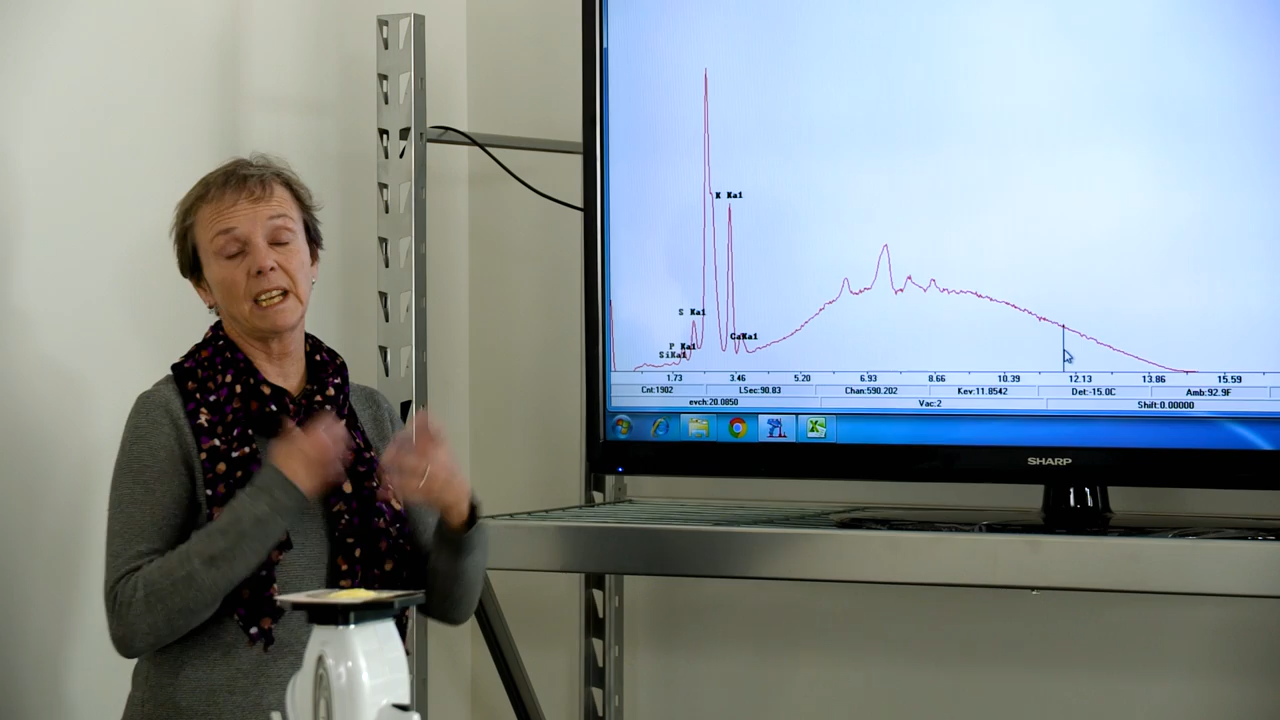 K Ka1
S Ka1
CaKa1
P Ka1
SiKa1
1.73 3.46 5.20 6.93 8.66 10.39 12.13 13.86 15.59
Cnt:1902 LSec:90.83 Chan:590.202 Kev:11.8542 Det:-15.0C Amb:92.9F
evch:20.0850 Vac:2 Shift:0.00000
SHARP